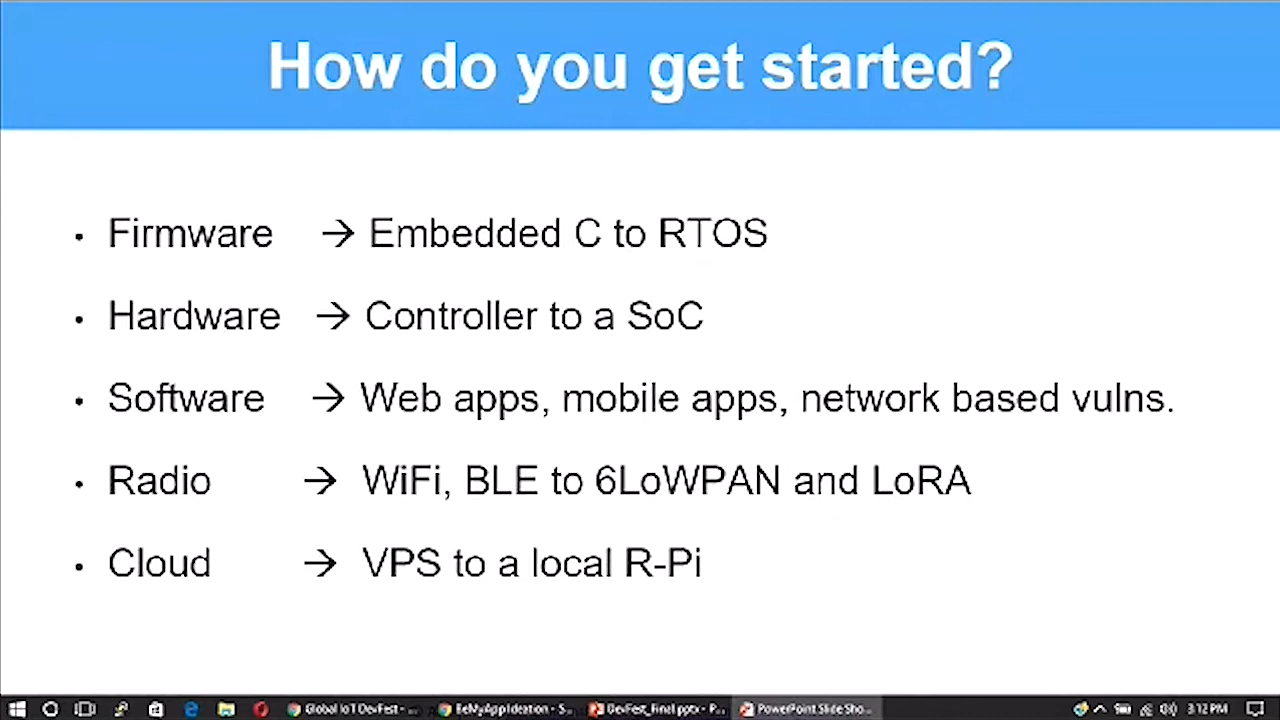 How do you get started?
• Firmware → Embedded C to RTOS
• Hardware → Controller to a SoC
• Software → Web apps, mobile apps, network based vulns.
• Radio → WiFi, BLE to 6LoWPAN and LoRA
• Cloud → VPS to a local R-Pi
Global IoT DevFest - ... BeMyAppIdeation - S... DevFest_Final.pptx - P... PowerPoint Slide Sho... 3:12 PM